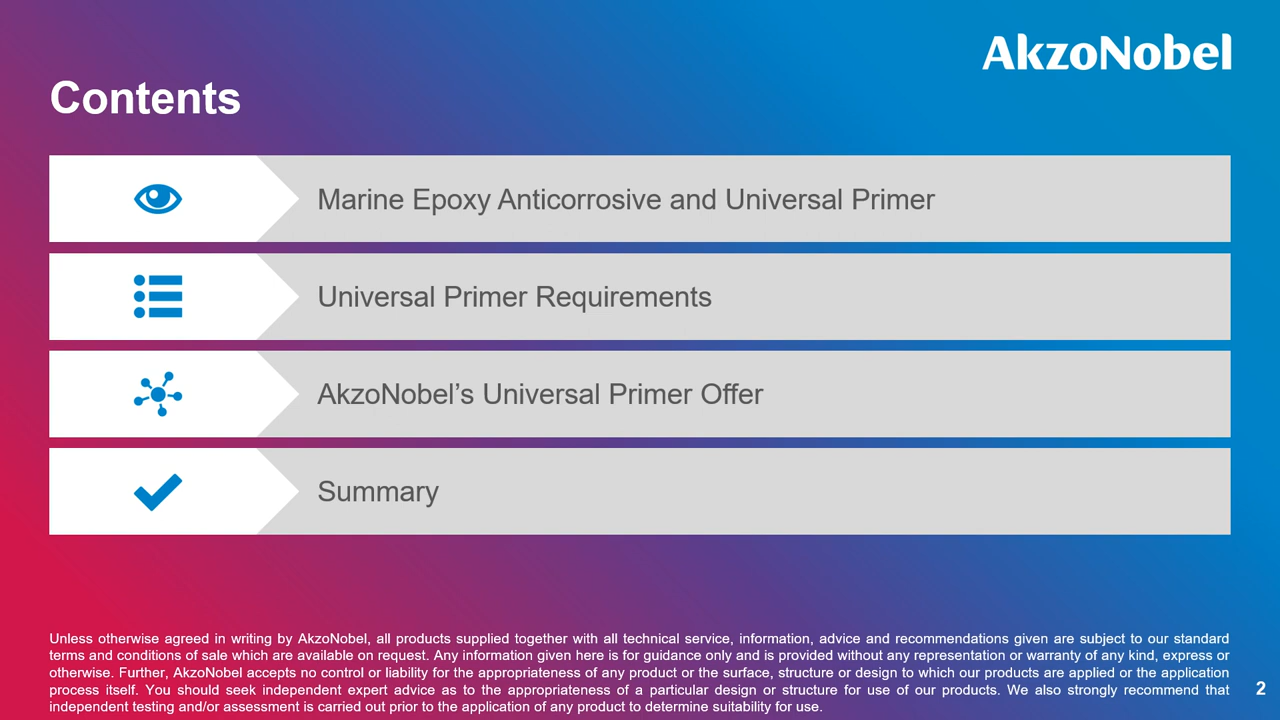 AkzoNobel
Contents
Marine Epoxy Anticorrosive and Universal Primer
Universal Primer Requirements
AkzoNobel’s Universal Primer Offer
Summary
Unless otherwise agreed in writing by AkzoNobel, all products supplied together with all technical service, information, advice and recommendations given are subject to our standard
terms and conditions of sale which are available on request. Any information given here is for guidance only and is provided without any representation or warranty of any kind, express or
otherwise. Further, AkzoNobel accepts no control or liability for the appropriateness of any product or the surface, structure or design to which our products are applied or the application
process itself. You should seek independent expert advice as to the appropriateness of a particular design or structure for use of our products. We also strongly recommend that
independent testing and/or assessment is carried out prior to the application of any product to determine suitability for use.
2